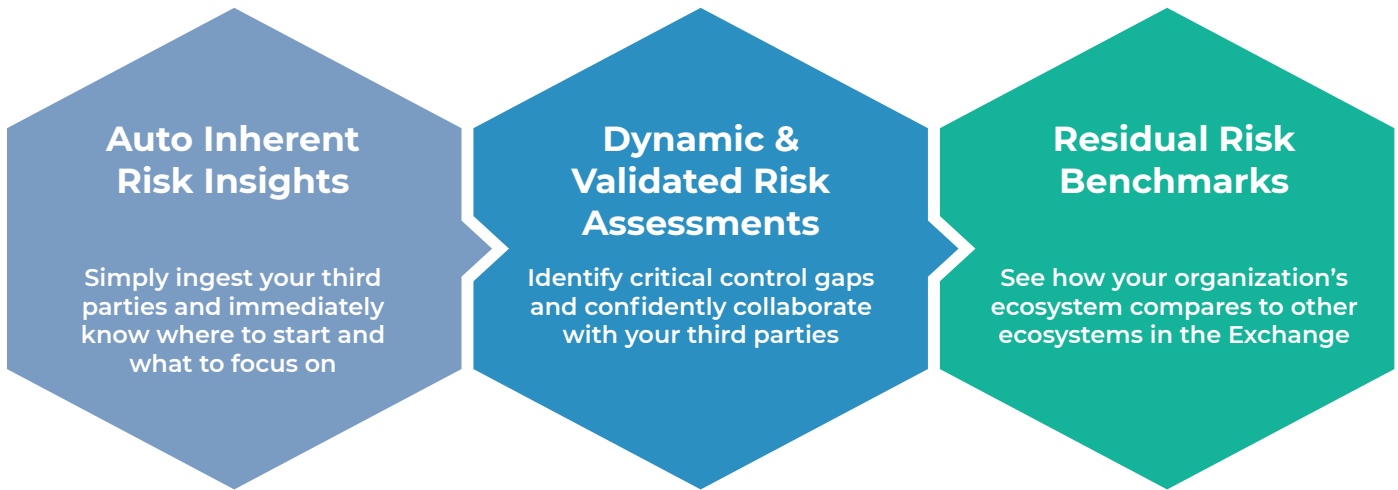 Auto Inherent
Risk Insights
Simply ingest your third
parties and immediately
know where to start and
what to focus on
Dynamic &
Validated Risk
Assessments
Identify critical control gaps
and confidently collaborate
with your third parties
Residual Risk
Benchmarks
See how your organization’s
ecosystem compares to other
ecosystems in the Exchange